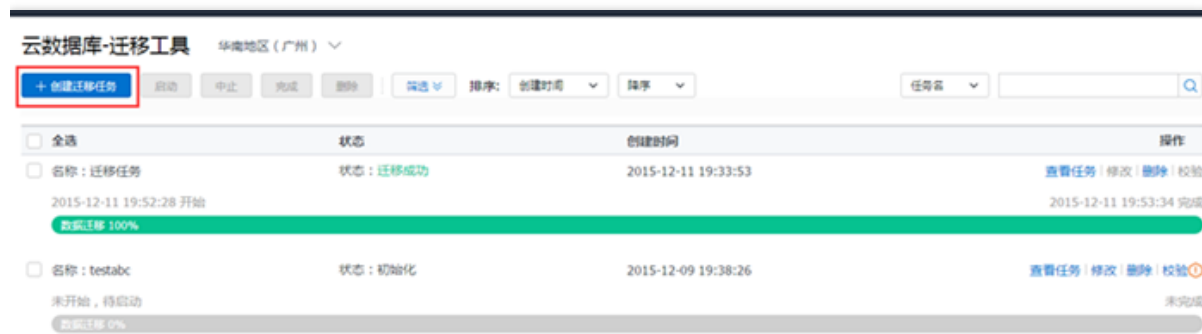 云数据库-迁移工具 华南地区(广州)
+ 创建迁移任务 启动 中止 完成 删除 筛选 排序: 创建时间 降序 任务名
全选 状态 创建时间 操作
名称:迁移任务 状态:迁移成功 2015-12-11 19:33:53 查看任务 修改 删除 校验
2015-12-11 19:52:28 开始 2015-12-11 19:53:34 完成
数据迁移 100%
名称:testabc 状态:初始化 2015-12-09 19:38:26 查看任务 修改 删除 校验
未开始,待启动 未完成
数据迁移 0%